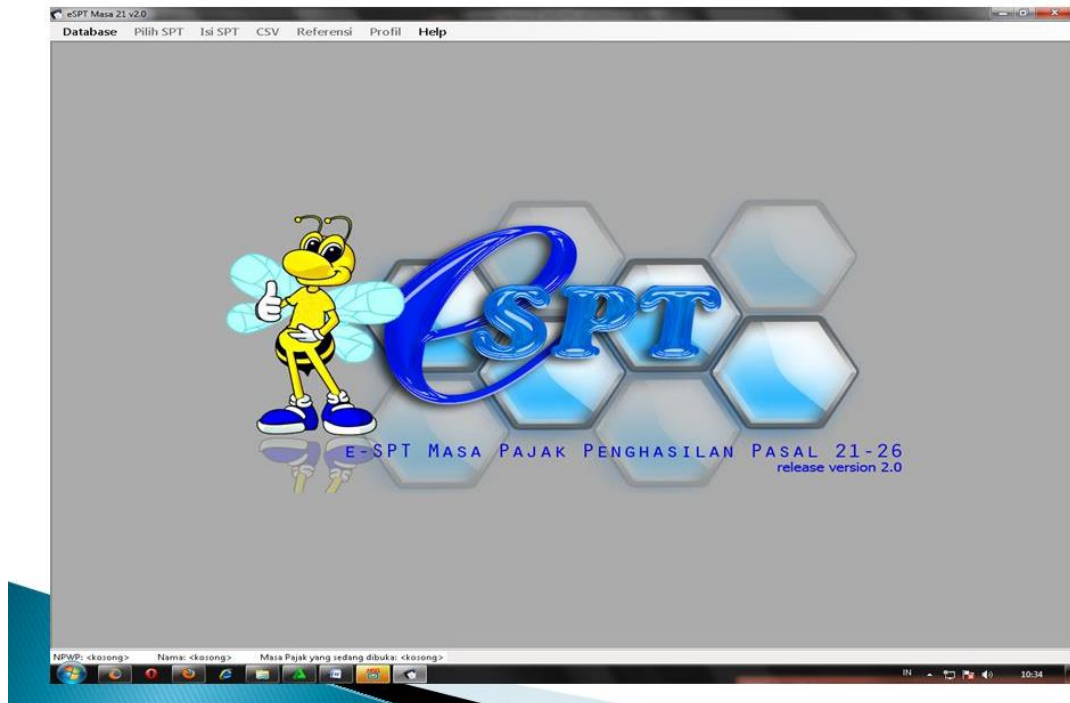 eSPT Masa 21 v2.0
Database Pilih SPT Isi SPT CSV Referensi Profil Help
eSPT
e-SPT Masa Pajak Penghasilan Pasal 21-26
release version 2.0
NPWP: <kosong> Nama: <kosong> Masa Pajak yang sedang dibuka: <kosong>
IN 10:34